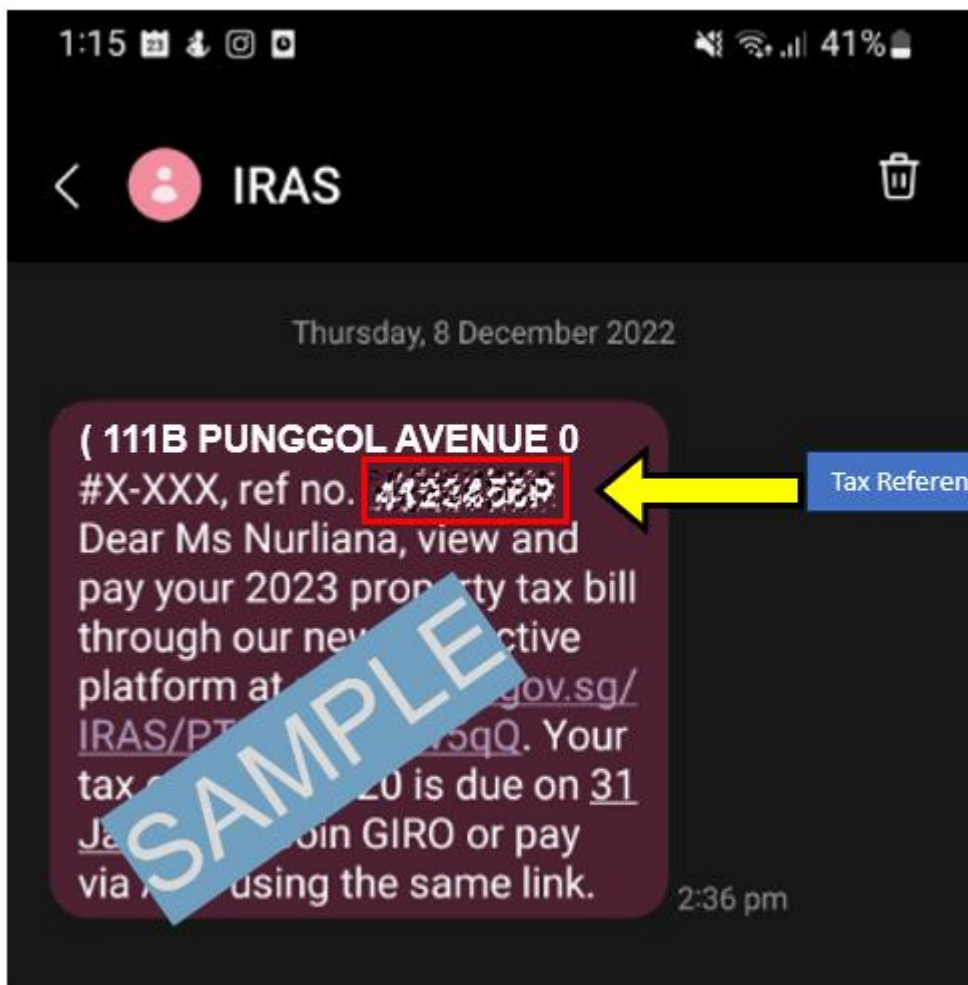 1:15 23 41%
IRAS
Thursday, 8 December 2022
( 111B PUNGGOL AVENUE 0
#X-XXX, ref no.
Tax Referen
Dear Ms Nurliana, view and
pay your 2023 property tax bill
through our new ctive
platform at gov.sg/
IRAS/PT 5qQ. Your
tax 20 is due on 31
Ja oin GIRO or pay
via using the same link.
2:36 pm
SAMPLE